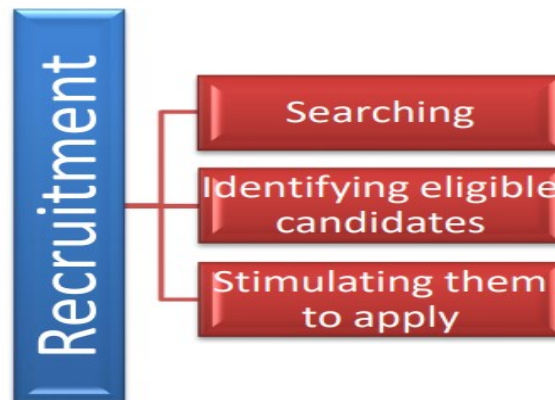 Recruitment
Searching
Identifying eligible
candidates
Stimulating them
to apply